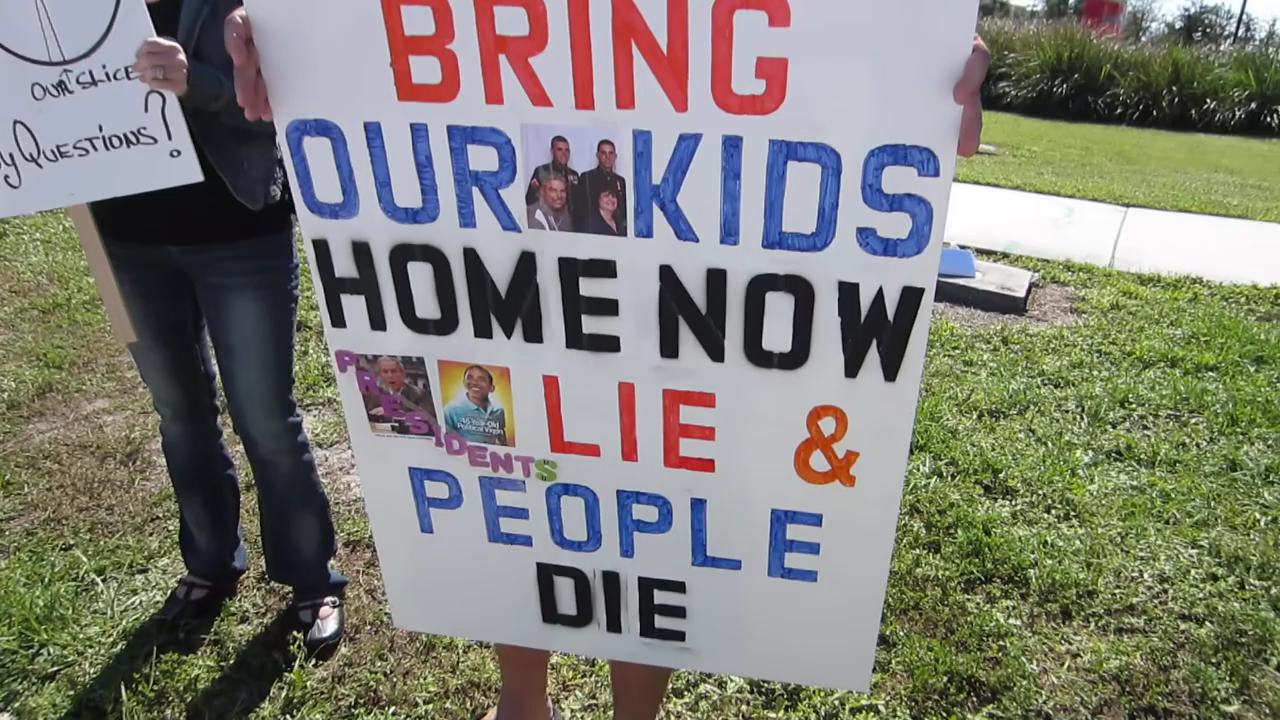 OUR SLICE
QUESTIONS?
BRING
OUR KIDS
HOME NOW
PRESIDENTS LIE &
PEOPLE
DIE